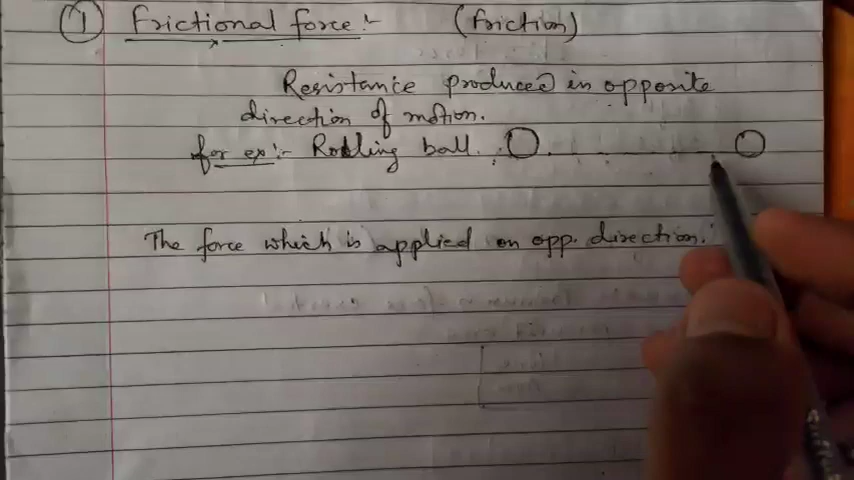 ① Frictional force :- (friction)
Resistance produced in opposite
direction of motion.
for ex :- Rolling ball.
The force which is applied on opp. direction.